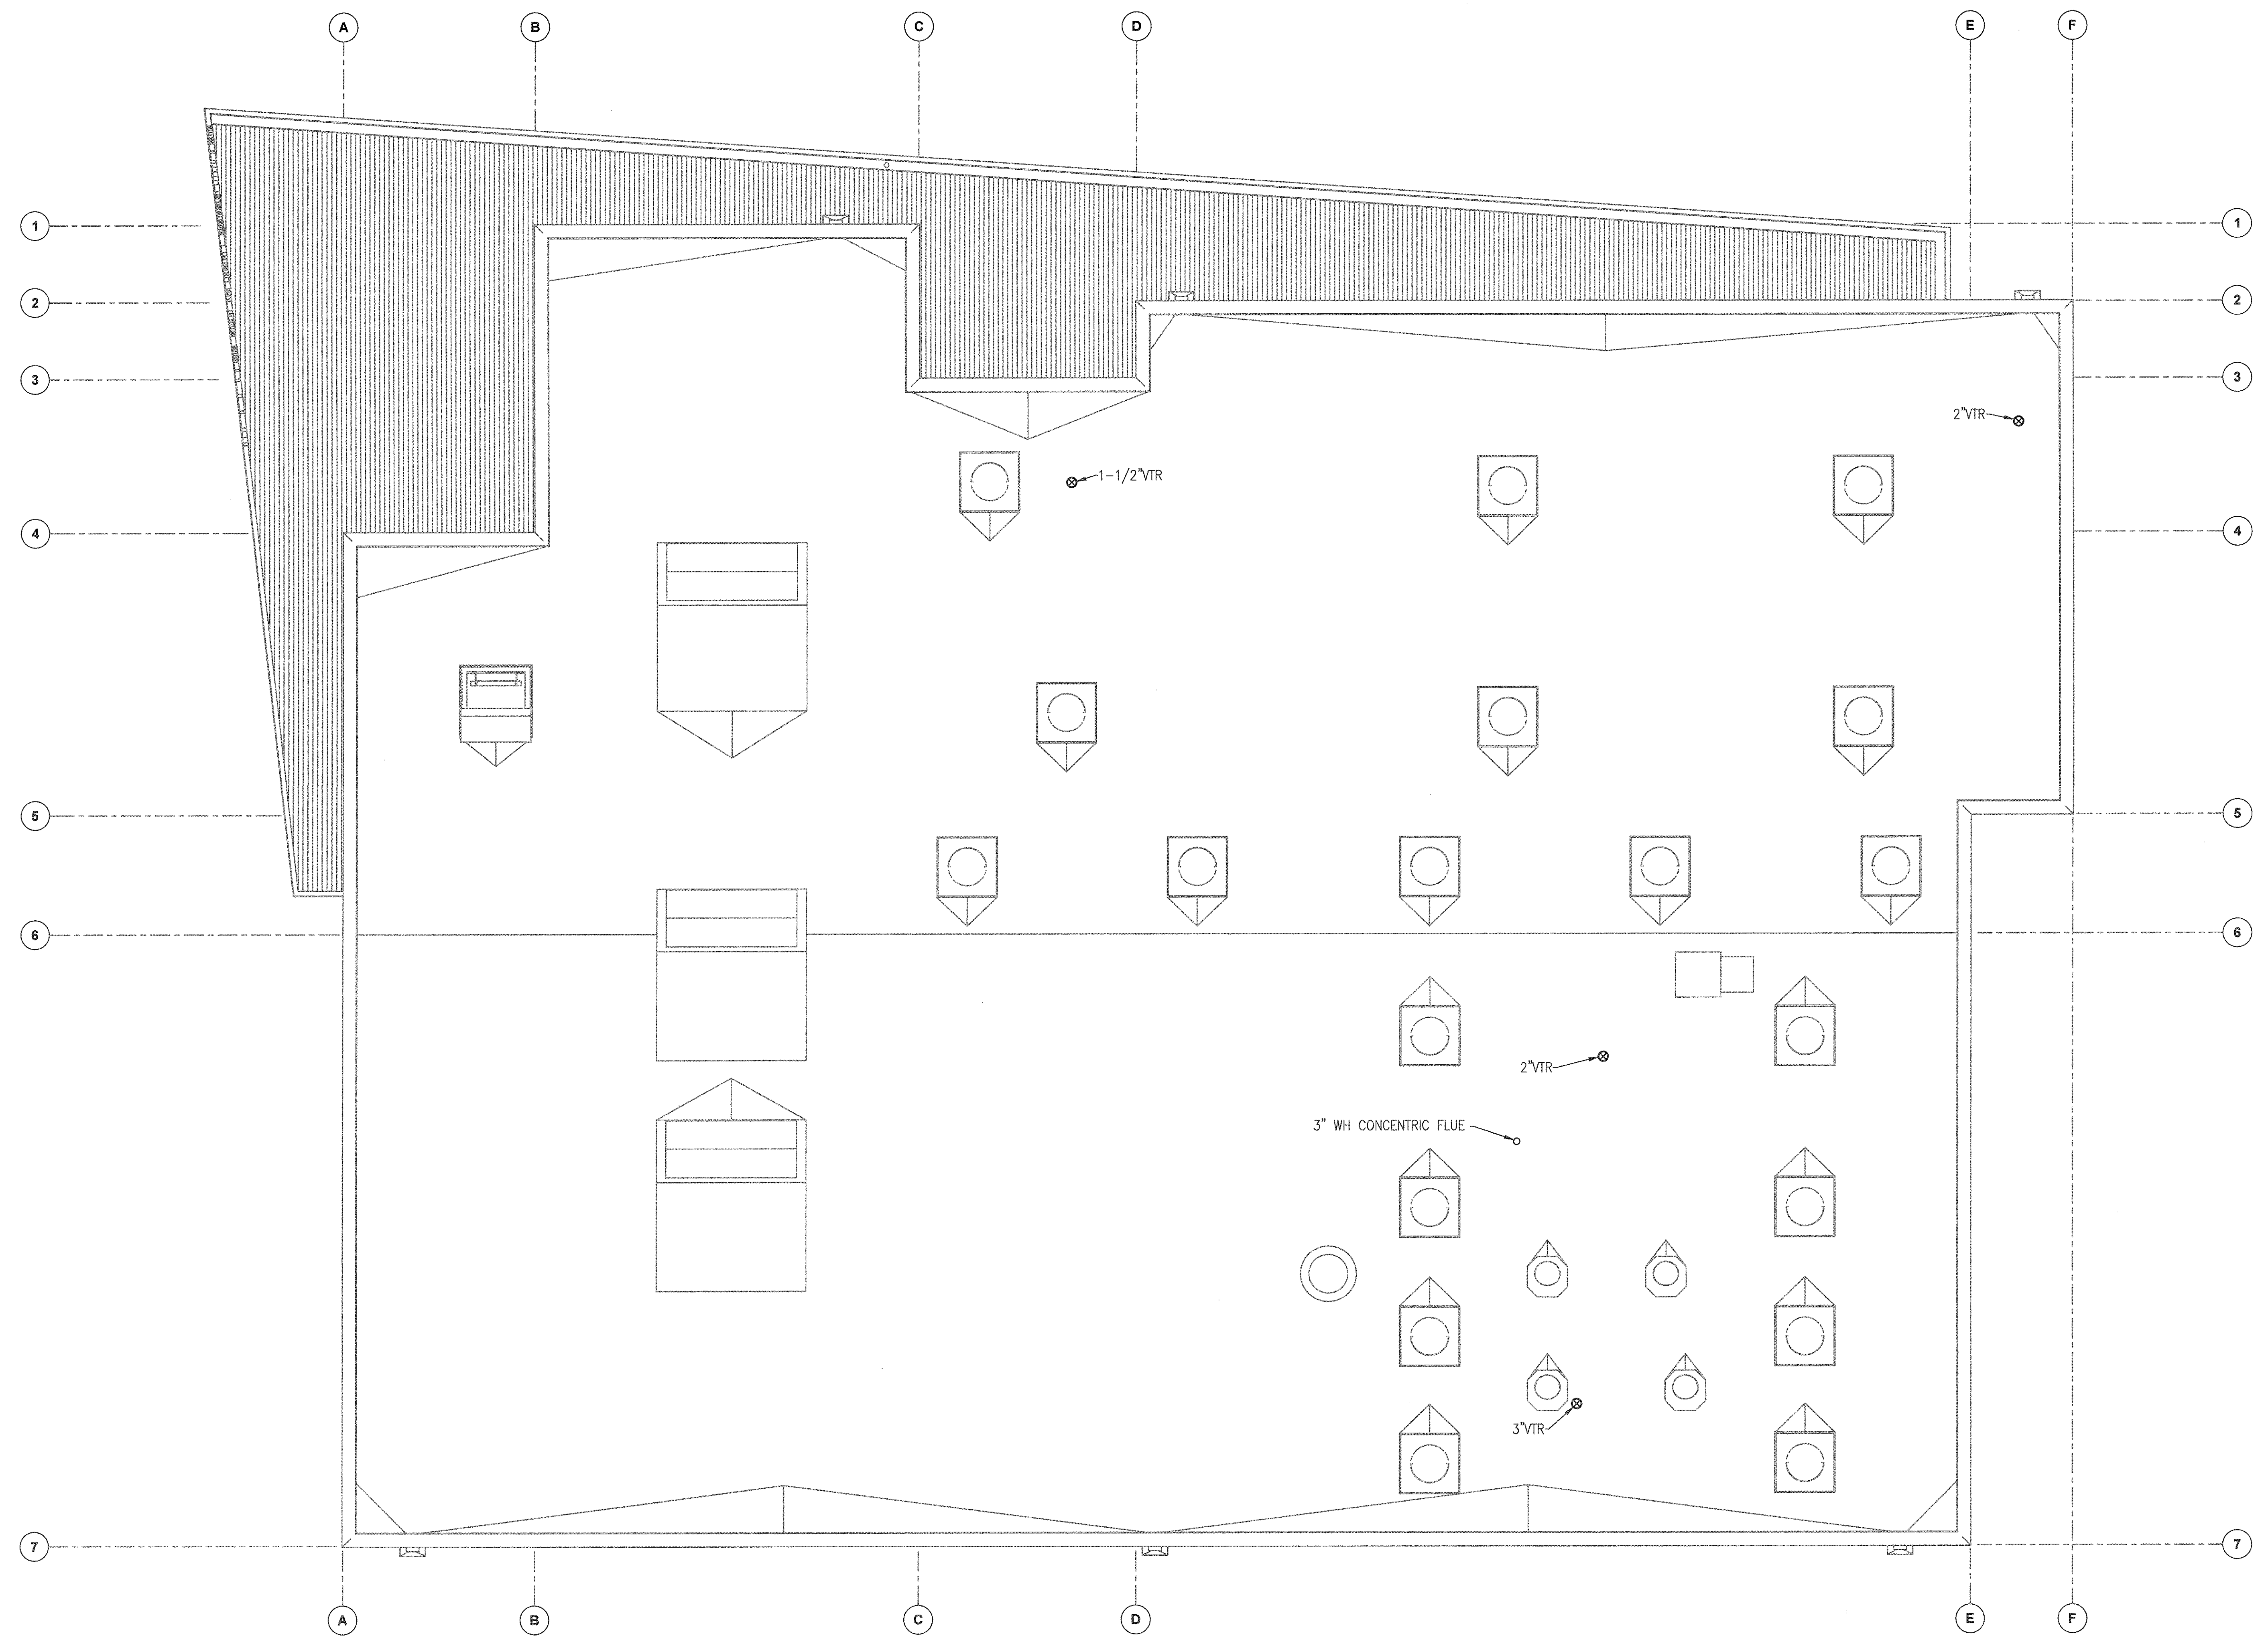 A B C D E F
1 1
2 2
3 3
2"VTR
1-1/2"VTR
4 4
5 5
6 6
2"VTR
3" WH CONCENTRIC FLUE
3"VTR
7 7
A B C D E F